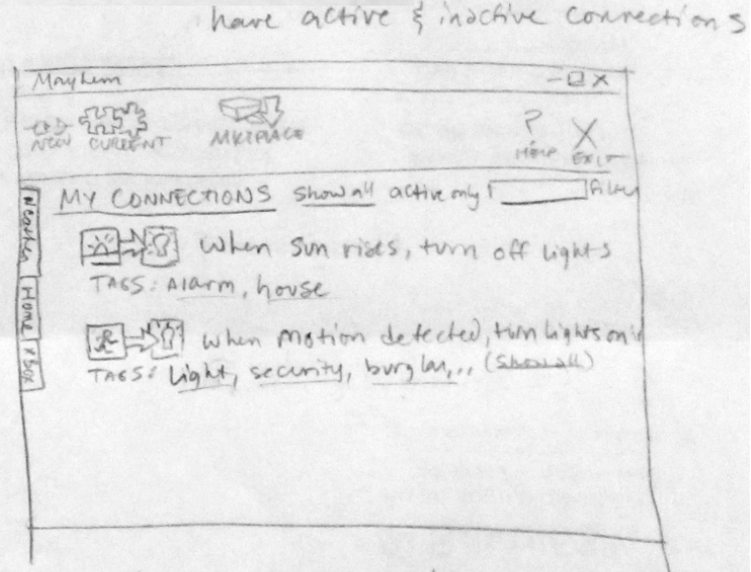 have active & inactive connections
Mayhem
NEW CURRENT MKTPLACE HELP EXIT
MY CONNECTIONS show all active only filter
when sun rises, turn off lights
TAGS: Alarm, house
when motion detected, turn lights on
TAGS: Light, security, burglar,... (show all)
Weather
Home
XBox